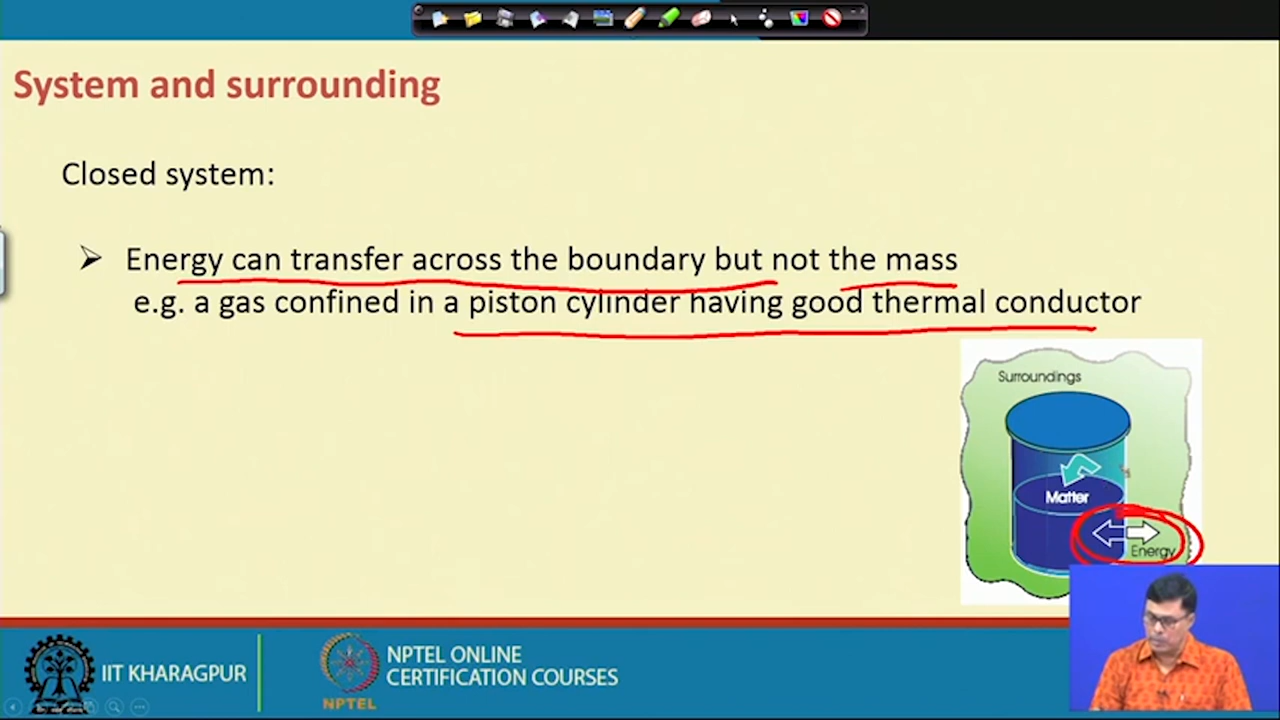 System and surrounding
Closed system:
Energy can transfer across the boundary but not the mass
e.g. a gas confined in a piston cylinder having good thermal conductor
Surroundings
Matter
Energy
IIT KHARAGPUR
NPTEL
NPTEL ONLINE
CERTIFICATION COURSES